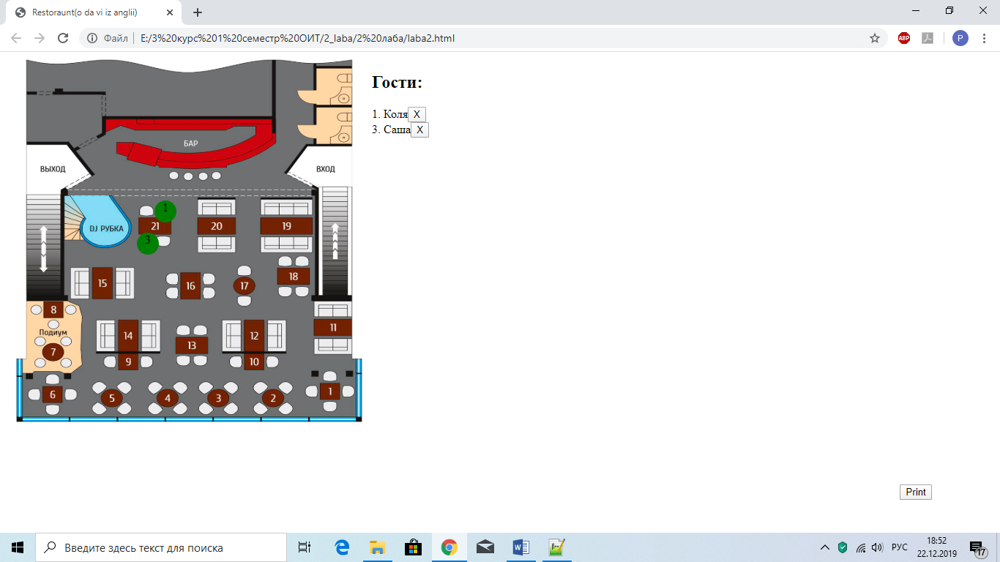 Restoraunt(o da vi iz anglii)
Файл
E:/3%20курс%201%20семестр%20ОИТ/2_laba/2%20лаба/laba2.html
ABP
P
Гости:
1. Коля X
3. Саша X
БАР
ВЫХОД
ВХОД
DJ РУБКА
1
21
3
20
19
15
16
17
18
8
Подиум
7
14
13
12
11
9
10
6
5
4
3
2
1
Print
Введите здесь текст для поиска
РУС
18:52
22.12.2019
17